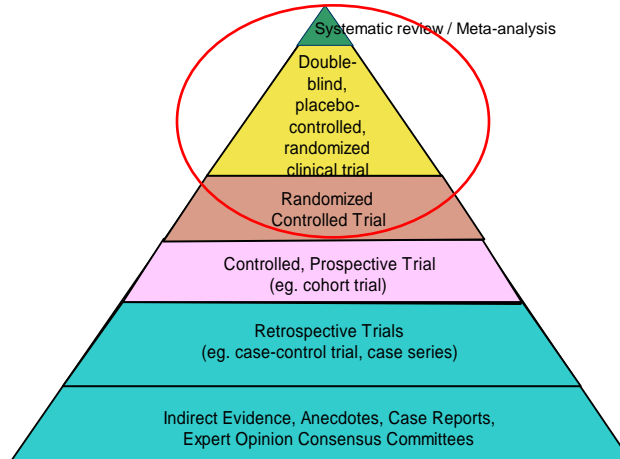 Systematic review / Meta-analysis
Double-
blind,
placebo-
controlled,
randomized
clinical trial
Randomized
Controlled Trial
Controlled, Prospective Trial
(eg. cohort trial)
Retrospective Trials
(eg. case-control trial, case series)
Indirect Evidence, Anecdotes, Case Reports,
Expert Opinion Consensus Committees